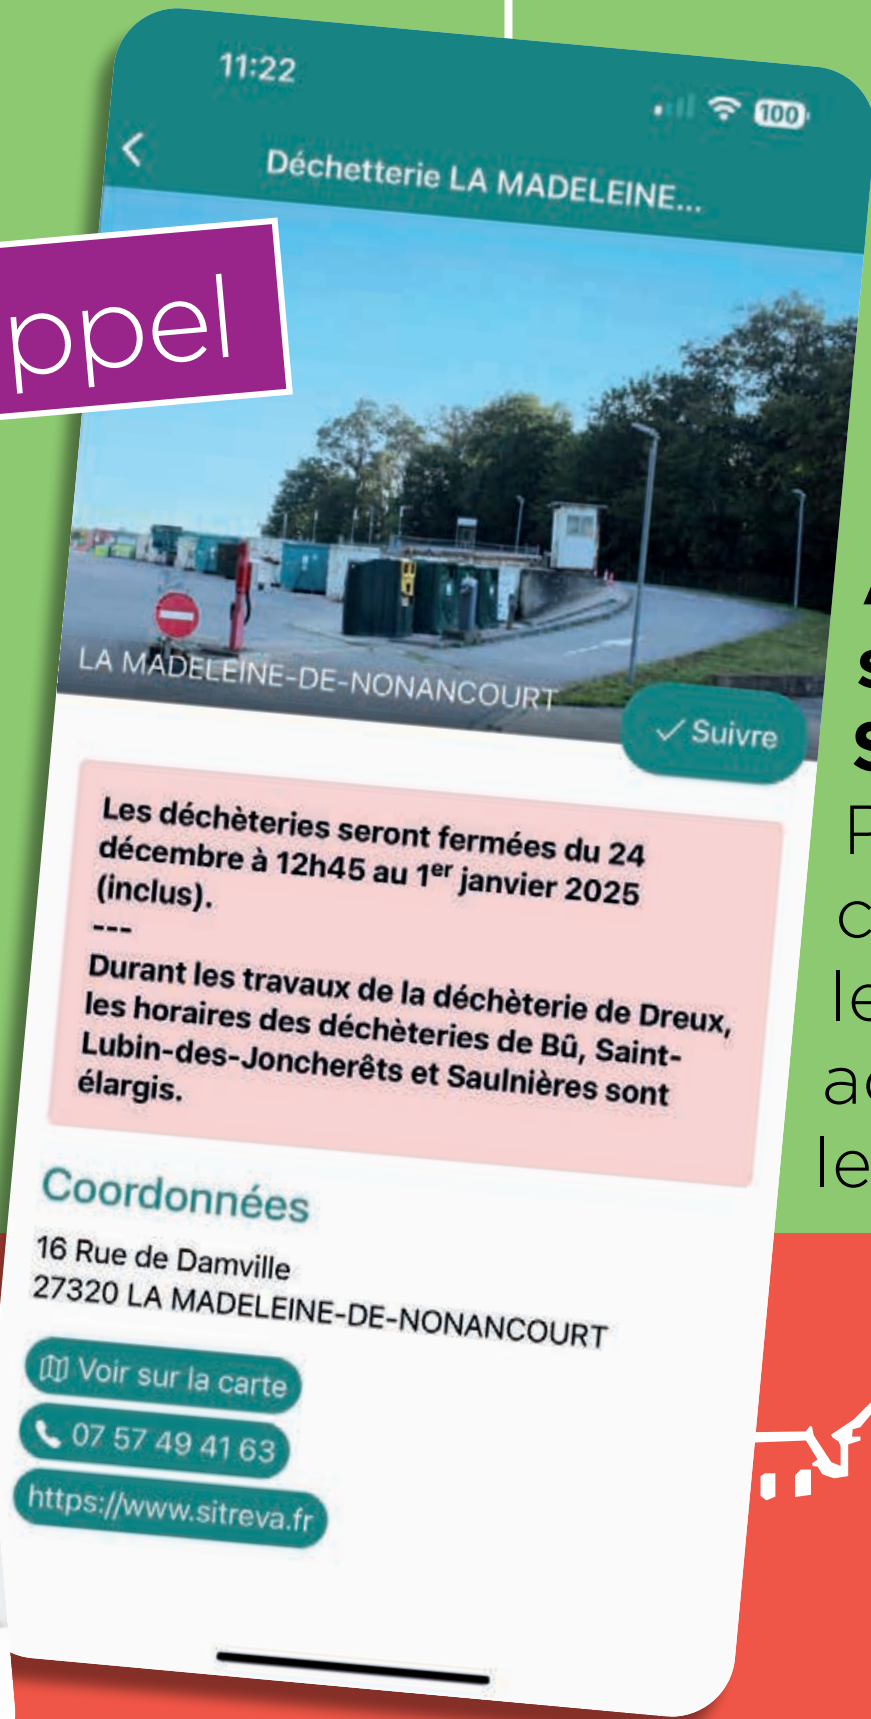 11:22
100
Déchetterie LA MADELEINE...
ppel
LA MADELEINE-DE-NONANCOURT
Suivre
Les déchèteries seront fermées du 24
décembre à 12h45 au 1er janvier 2025
(inclus).
---
Durant les travaux de la déchèterie de Dreux,
les horaires des déchèteries de Bû, Saint-
Lubin-des-Joncherêts et Saulnières sont
élargis.
Coordonnées
16 Rue de Damville
27320 LA MADELEINE-DE-NONANCOURT
Voir sur la carte
07 57 49 41 63
https://www.sitreva.fr
le
le